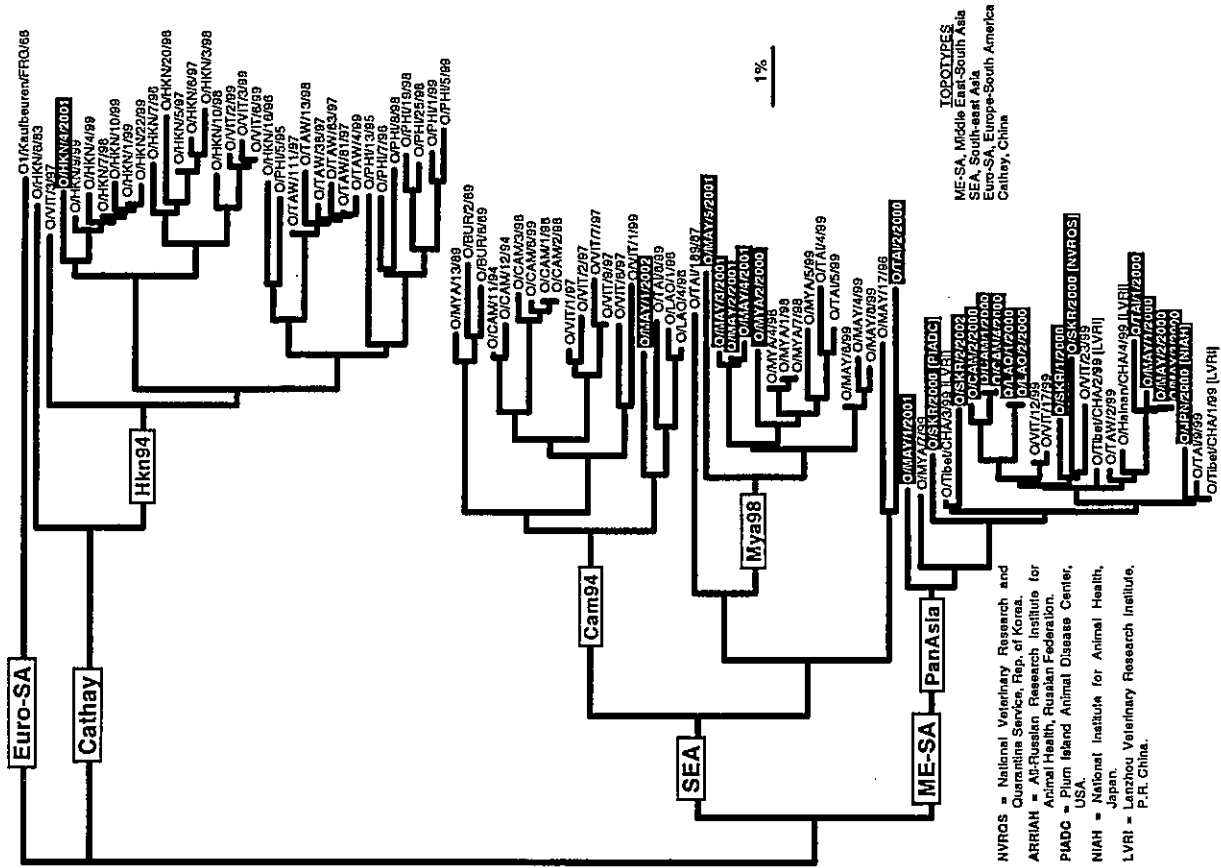 Euro-SA
Cathay
Hkn94
SEA
Cam94
Mya98
ME-SA
PanAsia
O1/Kaufbeuren/FRG/66
O/HKN/6/83
O/VIT/3/97
O/HKN/4/2001
O/HKN/9/99
O/HKN/4/99
O/HKN/7/98
O/HKN/10/99
O/HKN/1/99
O/HKN/22/99
O/HKN/7/96
O/HKN/20/96
O/HKN/5/97
O/HKN/6/97
O/HKN/3/98
O/HKN/10/98
O/VIT/2/99
O/VIT/3/99
O/VIT/6/99
O/HKN/16/96
O/PHI/5/95
O/TAW/111/97
O/TAW/13/98
O/TAW/38/97
O/TAW/83/97
O/TAW/81/97
O/TAW/4/99
O/PHI/13/95
O/PHI/7/96
O/PHI/8/98
O/PHI/19/98
O/PHI/25/98
O/PHI/1/99
O/PHI/5/99
O/MYA/13/89
O/BUR/2/89
O/BUR/6/89
O/CAM/11/94
O/CAM/12/94
O/CAM/3/98
O/CAM/6/99
O/CAM/1/98
O/CAM/2/98
O/VIT/1/97
O/VIT/2/97
O/VIT/7/97
O/VIT/9/97
O/VIT/6/97
O/VIT/1/99
O/MAY/1/2002
O/TAI/8/99
O/LAO/1/98
O/LAO/4/98
O/TAI/189/87
O/MAY/5/2001
O/MAY/3/2001
O/MAY/2/2001
O/MAY/4/2001
O/MYA/2/2000
O/MYA/4/98
O/MYA/1/98
O/MYA/7/98
O/MYA/5/99
O/TAI/4/99
O/TAI/5/99
O/MAY/6/99
O/MAY/4/99
O/MAY/8/99
O/MAY/17/96
O/TAI/2/2000
O/MAY/1/2001
O/MYA/7/99
O/SKR/2000 [PIADC]
O/Tibet/CHA/3/99 [LVRI]
O/SKR/2/2002
O/CAM/2/2000
O/CAM/1/2000
O/LAO/1/2000
O/LAO/2/2000
O/VIT/12/99
O/VIT/17/99
O/SKR/1/2000
O/SKR/2000 [NVRQS]
O/VIT/23/99
O/Tibet/CHA/2/99 [LVRI]
O/TAW/2/99
O/Hainan/CHA/4/99 [LVRI]
O/TAI/1/2000
O/MAY/1/2000
O/MAY/2/2000
O/JPN/2000 [NIAH]
O/TAI/9/99
O/Tibet/CHA/1/99 [LVRI]
1%
TOPOTYPES
ME-SA, Middle East-South Asia
SEA, South-east Asia
Euro-SA, Europe-South America
Cathay, China
NVRQS = National Veterinary Research and
Quarantine Service, Rep. of Korea.
ARRIAH = All-Russian Research Institute for
Animal Health, Russian Federation.
PIADC = Plum Island Animal Disease Center,
USA.
NIAH = National Institute for Animal Health,
Japan.
LVRI = Lanzhou Veterinary Research Institute,
P.R. China.